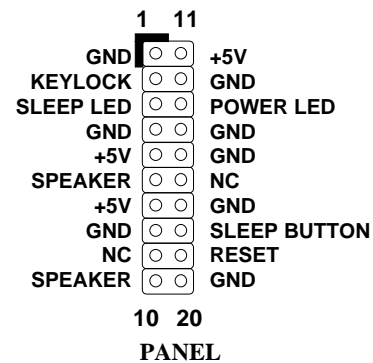 1 11
GND +5V
KEYLOCK GND
SLEEP LED POWER LED
GND GND
+5V GND
SPEAKER NC
+5V GND
GND SLEEP BUTTON
NC RESET
SPEAKER GND
10 20
PANEL